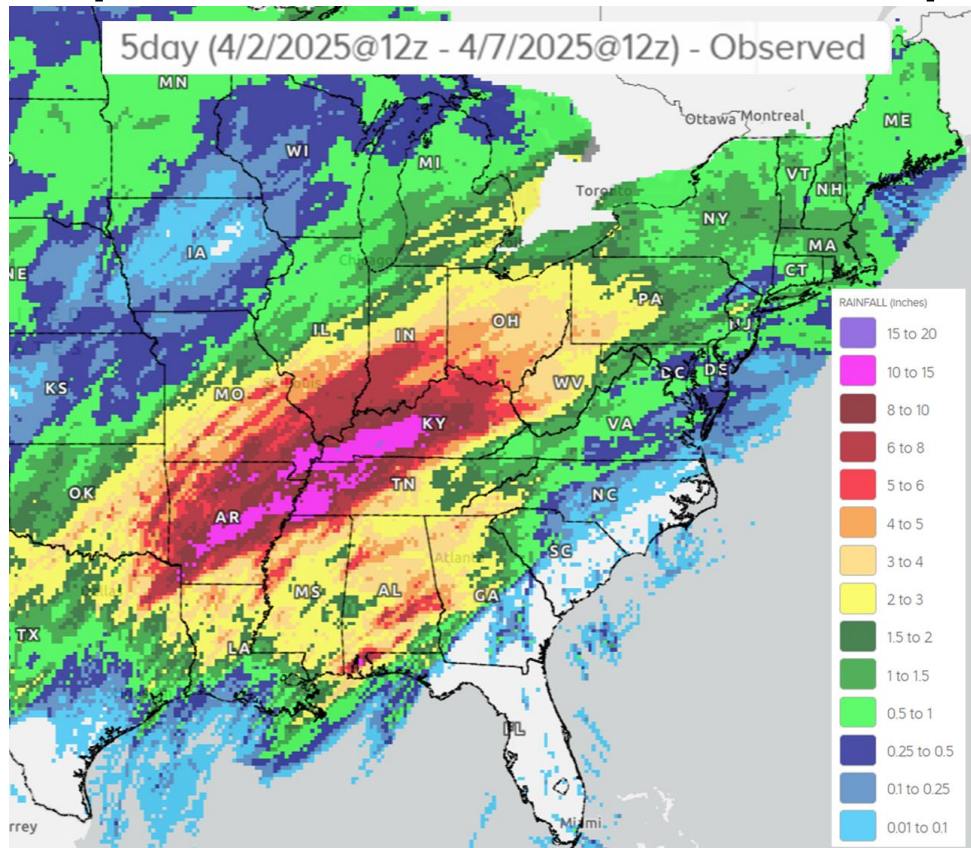 5day (4/2/2025@12z - 4/7/2025@12z) - Observed
MN
Ottawa
Montreal
ME
WI
MI
VT
NH
Toronto
NY
MA
IA
Chicago
CT
NE
PA
RAINFALL (Inches)
IL
IN
OH
NJ
15 to 20
KS
MO
WV
DC
DS
10 to 15
KY
VA
8 to 10
OK
TN
NC
6 to 8
AR
5 to 6
SC
Atlanta
4 to 5
MS
AL
GA
3 to 4
TX
LA
2 to 3
1.5 to 2
1 to 1.5
0.5 to 1
FL
0.25 to 0.5
0.1 to 0.25
rrey
Miami
0.01 to 0.1